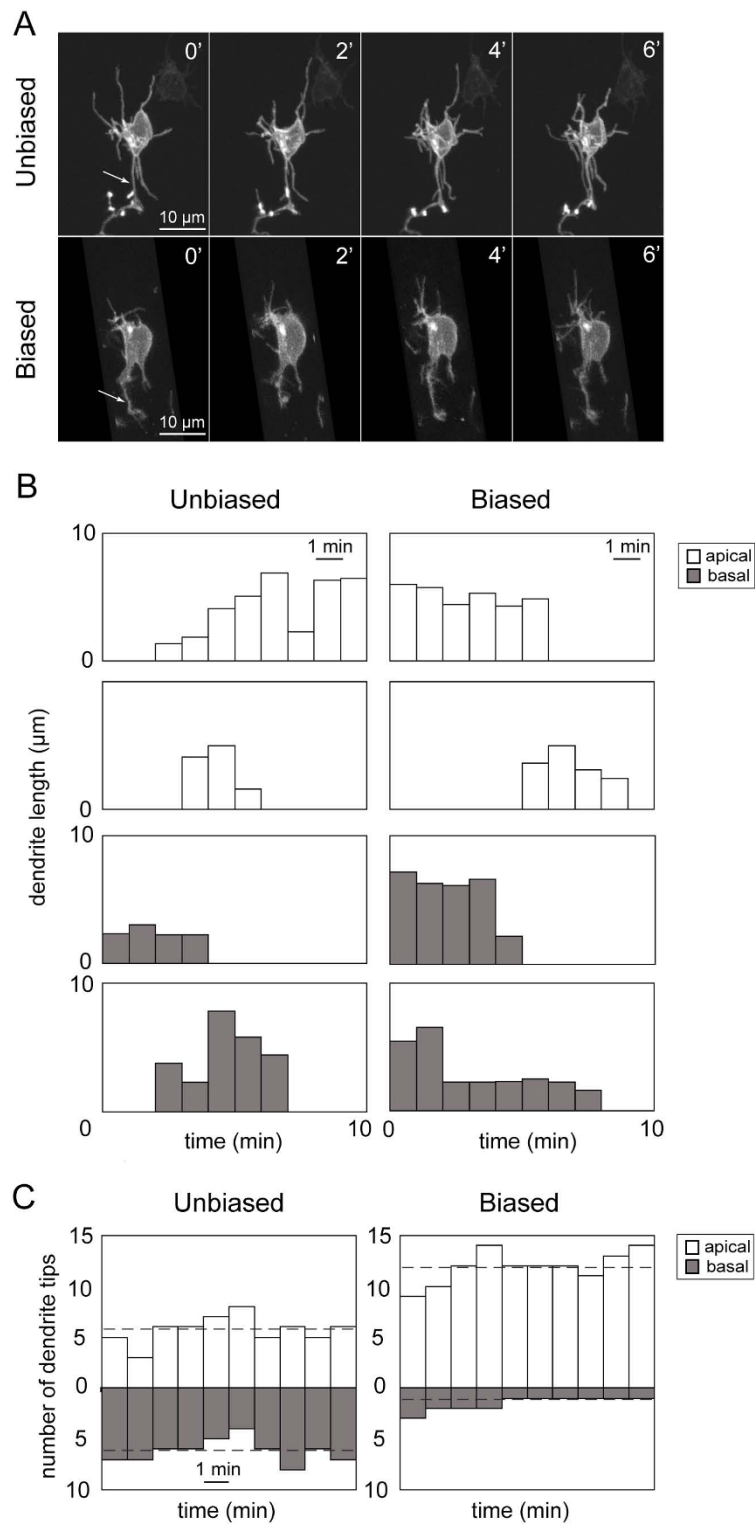 A
Unbiased
0’ 2’ 4’ 6’
10 µm
Biased
0’ 2’ 4’ 6’
10 µm
B
Unbiased Biased
dendrite length (µm)
10
1 min 1 min
apical
basal
0
0
10
0
10
0 10 0 10
time (min) time (min)
C
Unbiased Biased
number of dendrite tips
15 15
apical
basal
10 10
5 5
0 0
5 5
1 min
10 10
time (min) time (min)